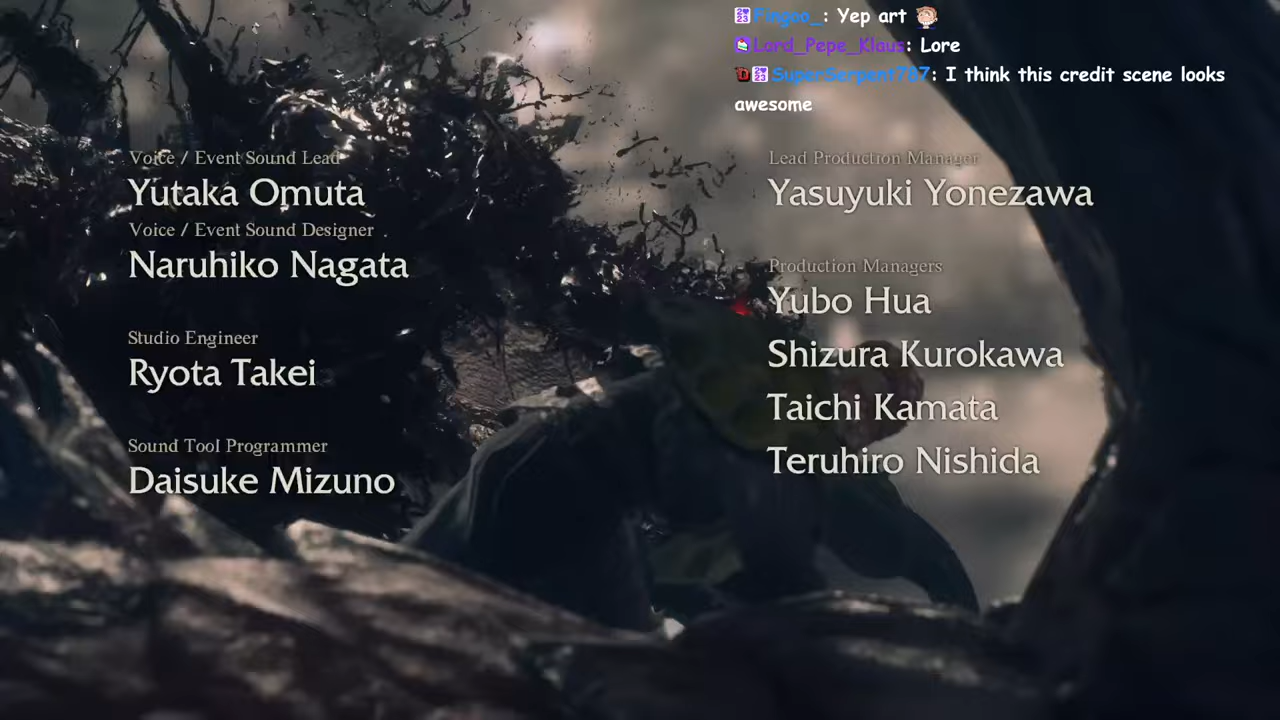 Fingoo_: Yep art
Lord_Pepe_Klaus: Lore
SuperSerpent787: I think this credit scene looks
awesome
Voice / Event Sound Lead
Yutaka Omuta
Voice / Event Sound Designer
Naruhiko Nagata
Studio Engineer
Ryota Takei
Sound Tool Programmer
Daisuke Mizuno
Lead Production Manager
Yasuyuki Yonezawa
Production Managers
Yubo Hua
Shizura Kurokawa
Taichi Kamata
Teruhiro Nishida